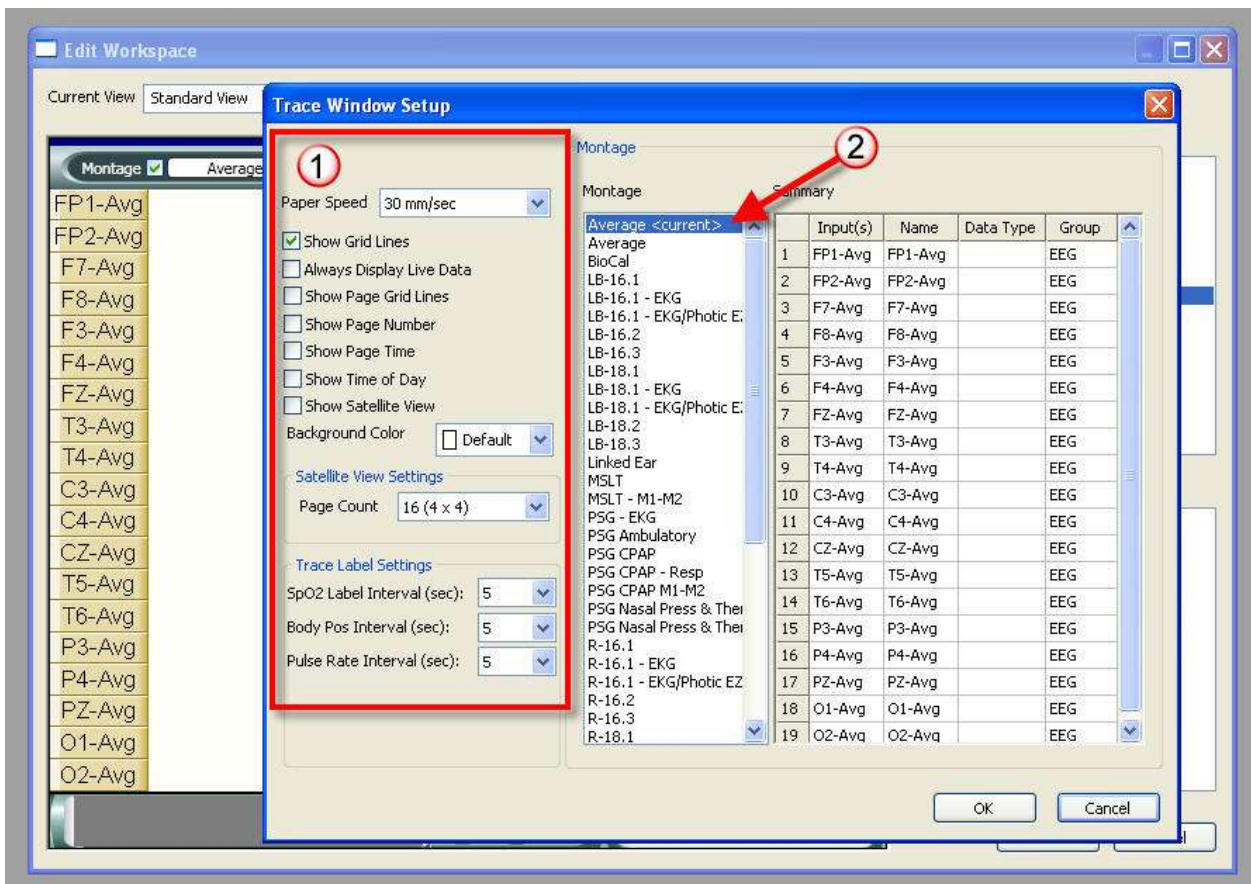 Edit Workspace
Current View Standard View
Trace Window Setup
Montage Average
FP1-Avg
FP2-Avg
F7-Avg
F8-Avg
F3-Avg
F4-Avg
FZ-Avg
T3-Avg
T4-Avg
C3-Avg
C4-Avg
CZ-Avg
T5-Avg
T6-Avg
P3-Avg
P4-Avg
PZ-Avg
O1-Avg
O2-Avg
1
Paper Speed 30 mm/sec
Show Grid Lines
Always Display Live Data
Show Page Grid Lines
Show Page Number
Show Page Time
Show Time of Day
Show Satellite View
Background Color Default
Satellite View Settings
Page Count 16 (4 x 4)
Trace Label Settings
SpO2 Label Interval (sec): 5
Body Pos Interval (sec): 5
Pulse Rate Interval (sec): 5
Montage
2
Montage
Average <current>
Average
BioCal
LB-16.1
LB-16.1 - EKG
LB-16.1 - EKG/Photic E
LB-16.2
LB-16.3
LB-18.1
LB-18.1 - EKG
LB-18.1 - EKG/Photic E
LB-18.2
LB-18.3
Linked Ear
MSLT
MSLT - M1-M2
PSG - EKG
PSG Ambulatory
PSG CPAP
PSG CPAP - Resp
PSG CPAP M1-M2
PSG Nasal Press & Ther
PSG Nasal Press & Ther
R-16.1
R-16.1 - EKG
R-16.1 - EKG/Photic EZ
R-16.2
R-16.3
R-18.1
Summary
Input(s) Name Data Type Group
1 FP1-Avg FP1-Avg EEG
2 FP2-Avg FP2-Avg EEG
3 F7-Avg F7-Avg EEG
4 F8-Avg F8-Avg EEG
5 F3-Avg F3-Avg EEG
6 F4-Avg F4-Avg EEG
7 FZ-Avg FZ-Avg EEG
8 T3-Avg T3-Avg EEG
9 T4-Avg T4-Avg EEG
10 C3-Avg C3-Avg EEG
11 C4-Avg C4-Avg EEG
12 CZ-Avg CZ-Avg EEG
13 T5-Avg T5-Avg EEG
14 T6-Avg T6-Avg EEG
15 P3-Avg P3-Avg EEG
16 P4-Avg P4-Avg EEG
17 PZ-Avg PZ-Avg EEG
18 O1-Avg O1-Avg EEG
19 O2-Avg O2-Avg EEG
OK Cancel